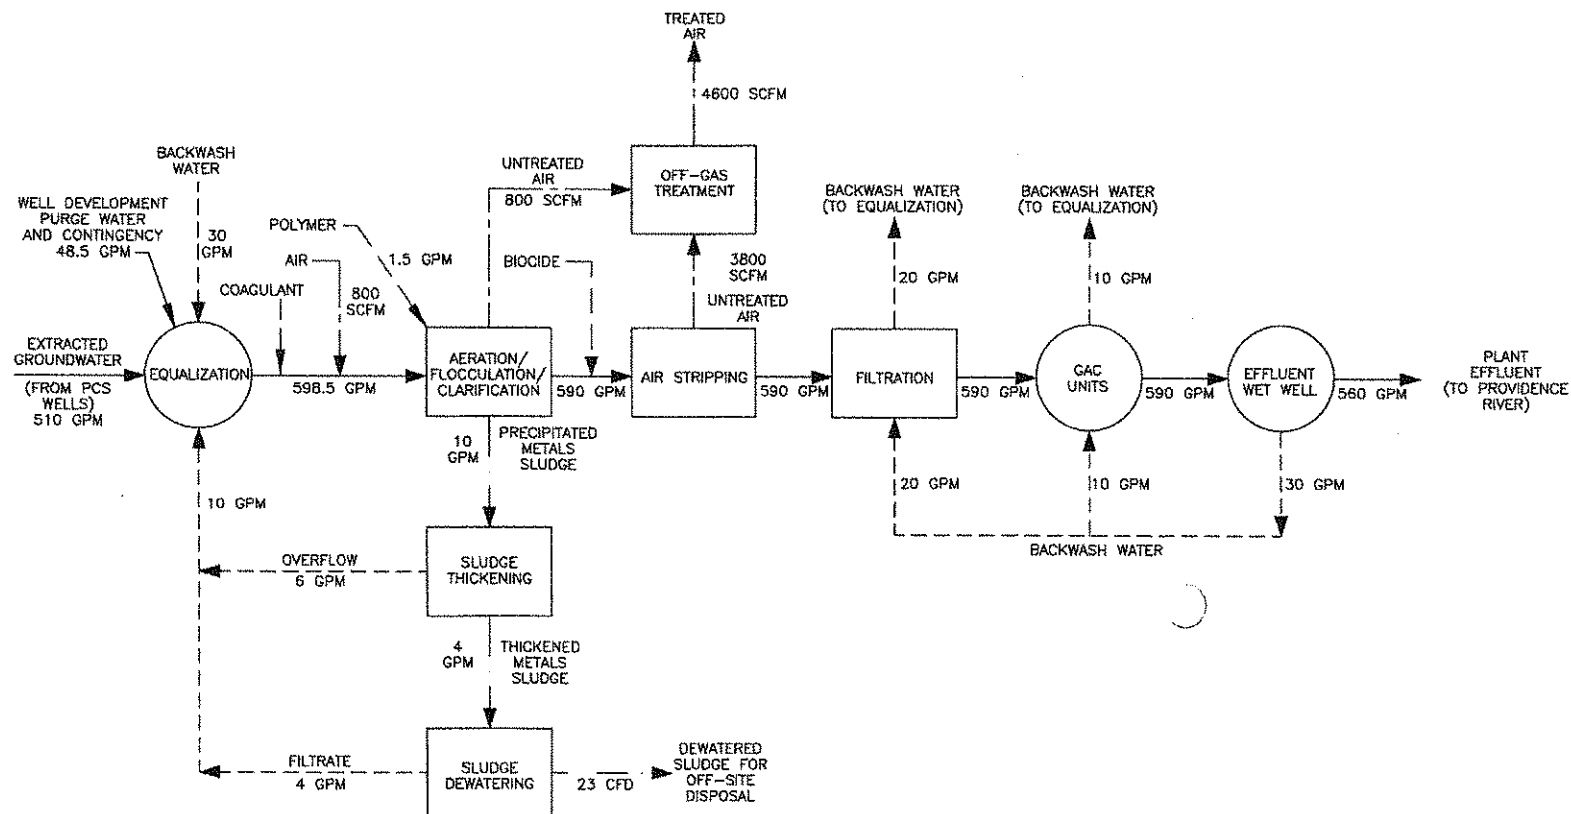 TREATED
AIR
4600 SCFM
BACKWASH
WATER
UNTREATED
AIR
800 SCFM
OFF-GAS
TREATMENT
BACKWASH WATER
(TO EQUALIZATION)
BACKWASH WATER
(TO EQUALIZATION)
WELL DEVELOPMENT
PURGE WATER
AND CONTINGENCY
48.5 GPM
30
GPM
POLYMER
1.5 GPM
AIR
800
SCFM
COAGULANT
BIOCIDE
3800
SCFM
UNTREATED
AIR
20 GPM
10 GPM
EXTRACTED
GROUNDWATER
(FROM PCS
WELLS)
510 GPM
EQUALIZATION
598.5 GPM
AERATION/
FLOCCULATION/
CLARIFICATION
590 GPM
AIR STRIPPING
590 GPM
FILTRATION
590 GPM
GAC
UNITS
590 GPM
EFFLUENT
WET WELL
560 GPM
PLANT
EFFLUENT
(TO PROVIDENCE
RIVER)
10
GPM
PRECIPITATED
METALS
SLUDGE
20 GPM
10 GPM
30 GPM
BACKWASH WATER
10 GPM
OVERFLOW
6 GPM
SLUDGE
THICKENING
4
GPM
THICKENED
METALS
SLUDGE
FILTRATE
4 GPM
SLUDGE
DEWATERING
23 CFD
DEWATERED
SLUDGE FOR
OFF-SITE
DISPOSAL